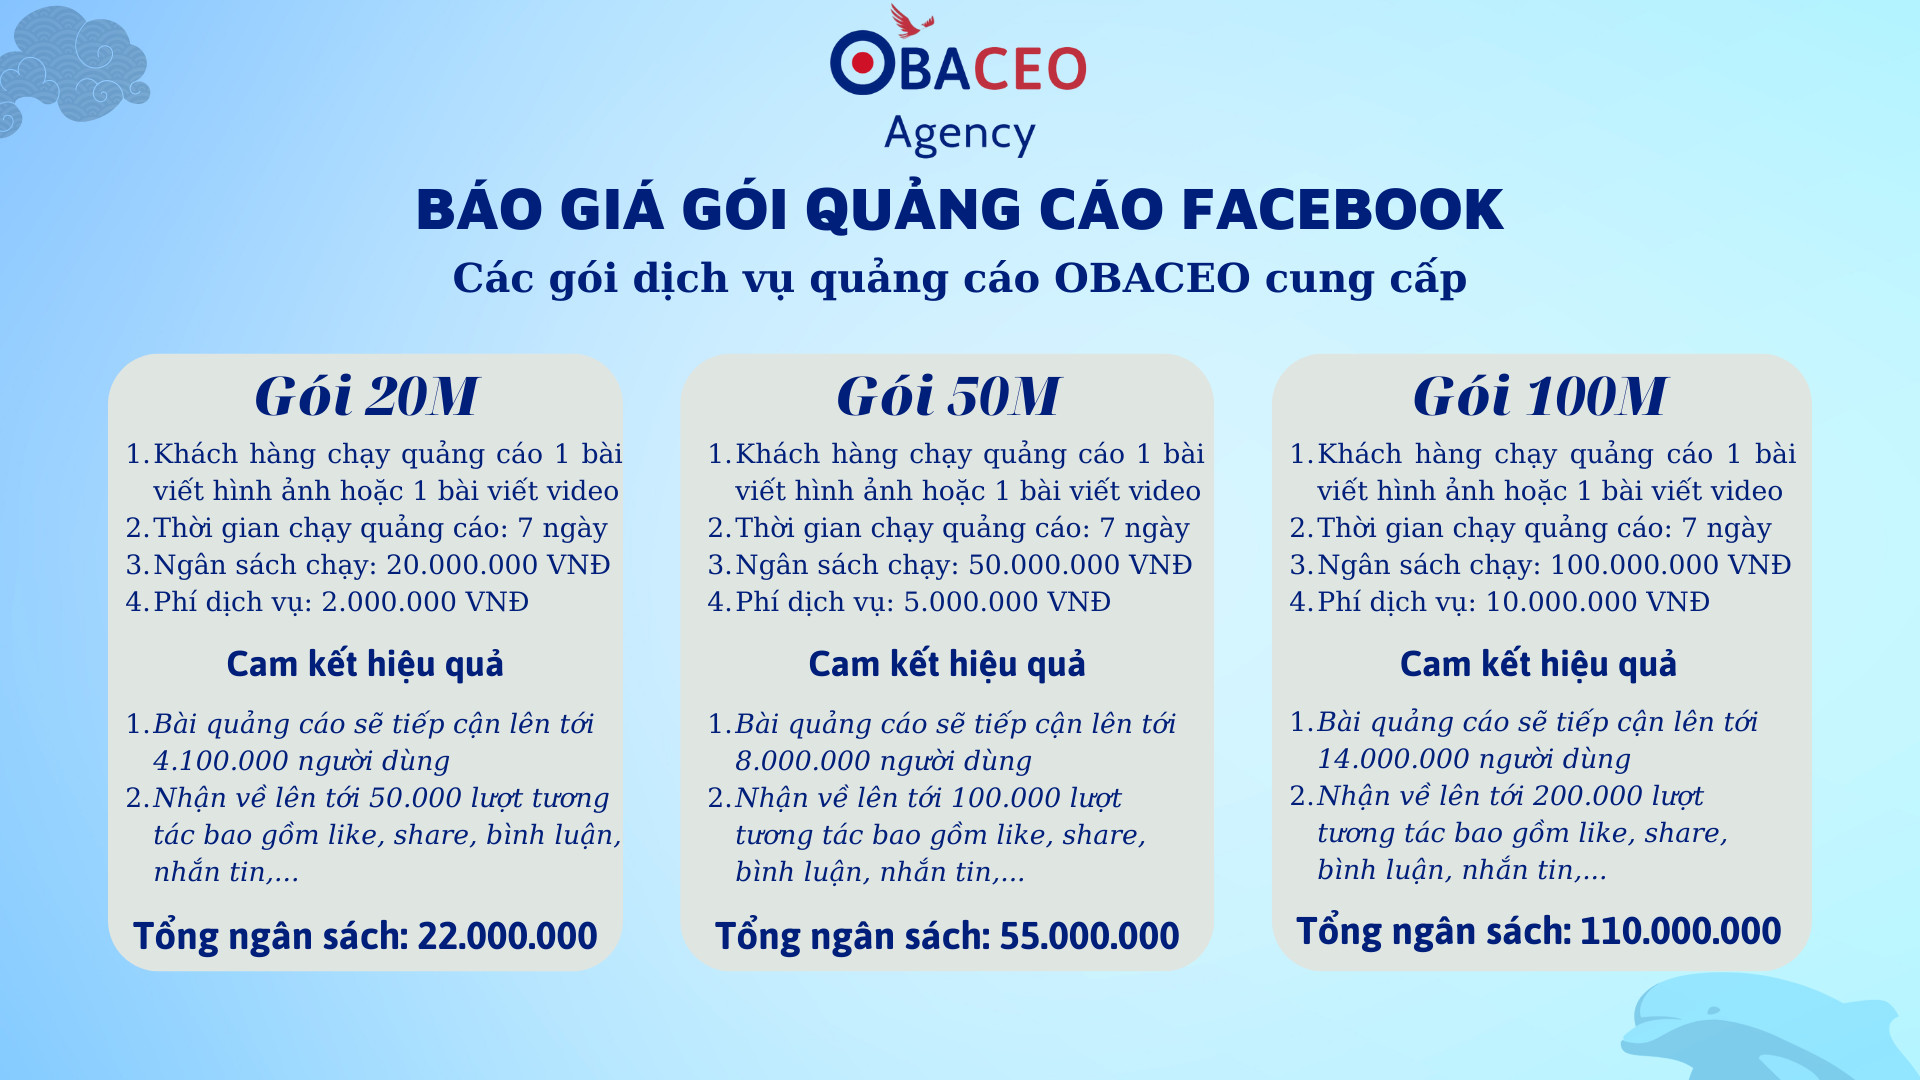 OBACEO
Agency
BÁO GIÁ GÓI QUẢNG CÁO FACEBOOK
Các gói dịch vụ quảng cáo OBACEO cung cấp
Gói 20M
1. Khách hàng chạy quảng cáo 1 bài
viết hình ảnh hoặc 1 bài viết video
2. Thời gian chạy quảng cáo: 7 ngày
3. Ngân sách chạy: 20.000.000 VNĐ
4. Phí dịch vụ: 2.000.000 VNĐ
Cam kết hiệu quả
1. Bài quảng cáo sẽ tiếp cận lên tới
4.100.000 người dùng
2. Nhận về lên tới 50.000 lượt tương
tác bao gồm like, share, bình luận,
nhắn tin,...
Tổng ngân sách: 22.000.000
Gói 50M
1. Khách hàng chạy quảng cáo 1 bài
viết hình ảnh hoặc 1 bài viết video
2. Thời gian chạy quảng cáo: 7 ngày
3. Ngân sách chạy: 50.000.000 VNĐ
4. Phí dịch vụ: 5.000.000 VNĐ
Cam kết hiệu quả
1. Bài quảng cáo sẽ tiếp cận lên tới
8.000.000 người dùng
2. Nhận về lên tới 100.000 lượt
tương tác bao gồm like, share,
bình luận, nhắn tin,...
Tổng ngân sách: 55.000.000
Gói 100M
1. Khách hàng chạy quảng cáo 1 bài
viết hình ảnh hoặc 1 bài viết video
2. Thời gian chạy quảng cáo: 7 ngày
3. Ngân sách chạy: 100.000.000 VNĐ
4. Phí dịch vụ: 10.000.000 VNĐ
Cam kết hiệu quả
1. Bài quảng cáo sẽ tiếp cận lên tới
14.000.000 người dùng
2. Nhận về lên tới 200.000 lượt
tương tác bao gồm like, share,
bình luận, nhắn tin,...
Tổng ngân sách: 110.000.000